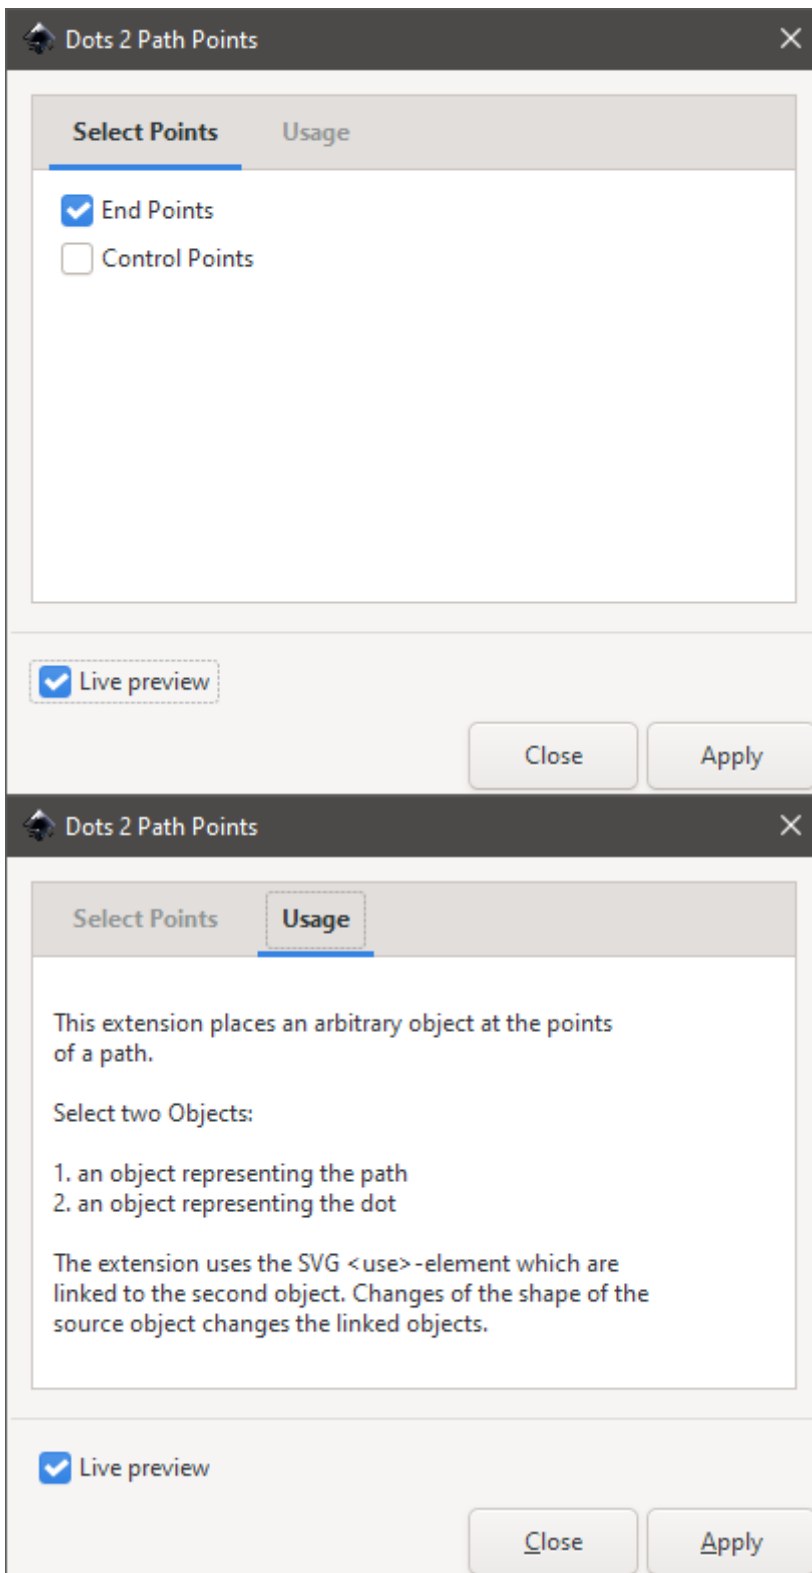 Dots 2 Path Points
Select Points Usage
End Points
Control Points
Live preview
Close Apply
Dots 2 Path Points
Select Points Usage
This extension places an arbitrary object at the points
of a path.
Select two Objects:
1. an object representing the path
2. an object representing the dot
The extension uses the SVG <use>-element which are
linked to the second object. Changes of the shape of the
source object changes the linked objects.
Live preview
Close Apply